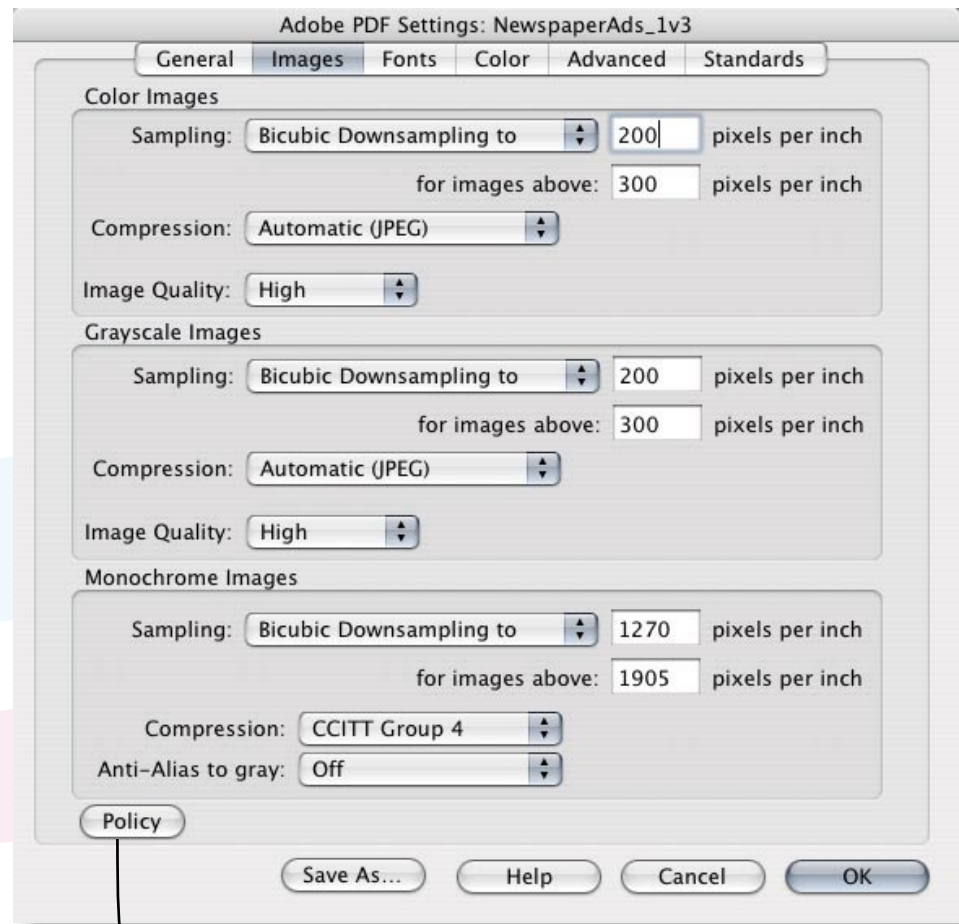 Adobe PDF Settings: NewspaperAds_1v3
General Images Fonts Color Advanced Standards
Color Images
Sampling: Bicubic Downsampling to 200 pixels per inch
for images above: 300 pixels per inch
Compression: Automatic (JPEG)
Image Quality: High
Grayscale Images
Sampling: Bicubic Downsampling to 200 pixels per inch
for images above: 300 pixels per inch
Compression: Automatic (JPEG)
Image Quality: High
Monochrome Images
Sampling: Bicubic Downsampling to 1270 pixels per inch
for images above: 1905 pixels per inch
Compression: CCITT Group 4
Anti-Alias to gray: Off
Policy
Save As... Help Cancel OK